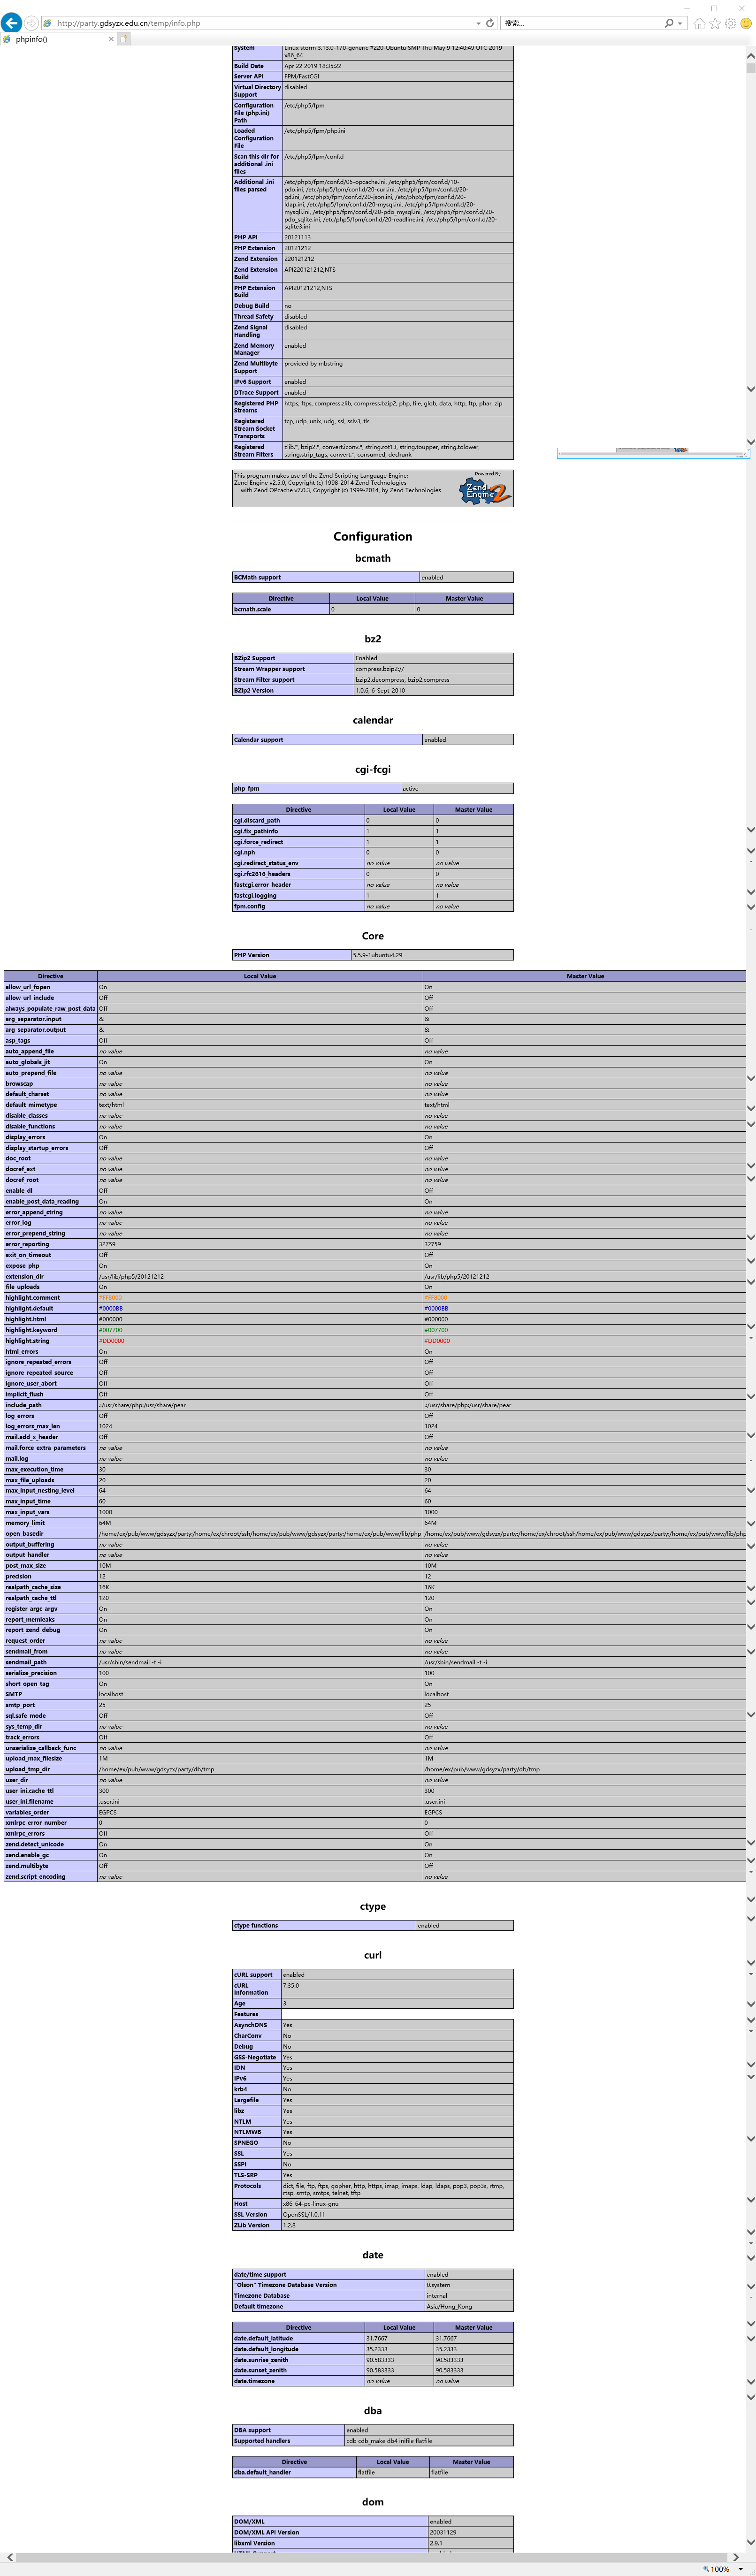 http://party.gdsyzx.edu.cn/temp/info.php
搜索...
phpinfo()
System Linux storm 3.13.0-170-generic #220-Ubuntu SMP Thu May 9 12:40:49 UTC 2019
x86_64
Build Date Apr 22 2019 18:35:22
Server API FPM/FastCGI
Virtual Directory disabled
Support
Configuration /etc/php5/fpm
File (php.ini)
Path
Loaded /etc/php5/fpm/php.ini
Configuration
File
Scan this dir for /etc/php5/fpm/conf.d
additional .ini
files
Additional .ini /etc/php5/fpm/conf.d/05-opcache.ini, /etc/php5/fpm/conf.d/10-
files parsed pdo.ini, /etc/php5/fpm/conf.d/20-curl.ini, /etc/php5/fpm/conf.d/20-
gd.ini, /etc/php5/fpm/conf.d/20-json.ini, /etc/php5/fpm/conf.d/20-
ldap.ini, /etc/php5/fpm/conf.d/20-mysql.ini, /etc/php5/fpm/conf.d/20-
mysqli.ini, /etc/php5/fpm/conf.d/20-pdo_mysql.ini, /etc/php5/fpm/conf.d/20-
pdo_sqlite.ini, /etc/php5/fpm/conf.d/20-readline.ini, /etc/php5/fpm/conf.d/20-
sqlite3.ini
PHP API 20121113
PHP Extension 20121212
Zend Extension 220121212
Zend Extension API220121212,NTS
Build
PHP Extension API20121212,NTS
Build
Debug Build no
Thread Safety disabled
Zend Signal disabled
Handling
Zend Memory enabled
Manager
Zend Multibyte provided by mbstring
Support
IPv6 Support enabled
DTrace Support enabled
Registered PHP https, ftps, compress.zlib, compress.bzip2, php, file, glob, data, http, ftp, phar, zip
Streams
Registered tcp, udp, unix, udg, ssl, sslv3, tls
Stream Socket
Transports
Registered zlib.*, bzip2.*, convert.iconv.*, string.rot13, string.toupper, string.tolower,
Stream Filters string.strip_tags, convert.*, consumed, dechunk
This program makes use of the Zend Scripting Language Engine:
Zend Engine v2.5.0, Copyright (c) 1998-2014 Zend Technologies
with Zend OPcache v7.0.3, Copyright (c) 1999-2014, by Zend Technologies
Powered By
Zend Engine 2
Configuration
bcmath
BCMath support enabled
Directive Local Value Master Value
bcmath.scale 0 0
bz2
BZip2 Support Enabled
Stream Wrapper support compress.bzip2://
Stream Filter support bzip2.decompress, bzip2.compress
BZip2 Version 1.0.6, 6-Sept-2010
calendar
Calendar support enabled
cgi-fcgi
php-fpm active
Directive Local Value Master Value
cgi.discard_path 0 0
cgi.fix_pathinfo 1 1
cgi.force_redirect 1 1
cgi.nph 0 0
cgi.redirect_status_env no value no value
cgi.rfc2616_headers 0 0
fastcgi.error_header no value no value
fastcgi.logging 1 1
fpm.config no value no value
Core
PHP Version 5.5.9-1ubuntu4.29
Directive Local Value Master Value
allow_url_fopen On On
allow_url_include Off Off
always_populate_raw_post_data Off Off
arg_separator.input & &
arg_separator.output & &
asp_tags Off Off
auto_append_file no value no value
auto_globals_jit On On
auto_prepend_file no value no value
browscap no value no value
default_charset no value no value
default_mimetype text/html text/html
disable_classes no value no value
disable_functions no value no value
display_errors On On
display_startup_errors Off Off
doc_root no value no value
docref_ext no value no value
docref_root no value no value
enable_dl Off Off
enable_post_data_reading On On
error_append_string no value no value
error_log no value no value
error_prepend_string no value no value
error_reporting 32759 32759
exit_on_timeout Off Off
expose_php On On
extension_dir /usr/lib/php5/20121212 /usr/lib/php5/20121212
file_uploads On On
highlight.comment #FF8000 #FF8000
highlight.default #0000BB #0000BB
highlight.html #000000 #000000
highlight.keyword #007700 #007700
highlight.string #DD0000 #DD0000
html_errors On On
ignore_repeated_errors Off Off
ignore_repeated_source Off Off
ignore_user_abort Off Off
implicit_flush Off Off
include_path .:/usr/share/php:/usr/share/pear .:/usr/share/php:/usr/share/pear
log_errors Off Off
log_errors_max_len 1024 1024
mail.add_x_header Off Off
mail.force_extra_parameters no value no value
mail.log no value no value
max_execution_time 30 30
max_file_uploads 20 20
max_input_nesting_level 64 64
max_input_time 60 60
max_input_vars 1000 1000
memory_limit 64M 64M
open_basedir /home/ex/pub/www/gdsyzx/party:/home/ex/chroot/ssh/home/ex/pub/www/gdsyzx/party:/home/ex/pub/www/lib/php /home/ex/pub/www/gdsyzx/party:/home/ex/chroot/ssh/home/ex/pub/www/gdsyzx/party:/home/ex/pub/www/lib/php
output_buffering no value no value
output_handler no value no value
post_max_size 10M 10M
precision 12 12
realpath_cache_size 16K 16K
realpath_cache_ttl 120 120
register_argc_argv On On
report_memleaks On On
report_zend_debug On On
request_order no value no value
sendmail_from no value no value
sendmail_path /usr/sbin/sendmail -t -i /usr/sbin/sendmail -t -i
serialize_precision 100 100
short_open_tag On On
SMTP localhost localhost
smtp_port 25 25
sql.safe_mode Off Off
sys_temp_dir no value no value
track_errors Off Off
unserialize_callback_func no value no value
upload_max_filesize 1M 1M
upload_tmp_dir /home/ex/pub/www/gdsyzx/party/db/tmp /home/ex/pub/www/gdsyzx/party/db/tmp
user_dir no value no value
user_ini.cache_ttl 300 300
user_ini.filename .user.ini .user.ini
variables_order EGPCS EGPCS
xmlrpc_error_number 0 0
xmlrpc_errors Off Off
zend.detect_unicode On On
zend.enable_gc On On
zend.multibyte Off Off
zend.script_encoding no value no value
ctype
ctype functions enabled
curl
cURL support enabled
cURL 7.35.0
Information
Age 3
Features
AsynchDNS Yes
CharConv No
Debug No
GSS-Negotiate Yes
IDN Yes
IPv6 Yes
krb4 No
Largefile Yes
libz Yes
NTLM Yes
NTLMWB Yes
SPNEGO No
SSL Yes
SSPI No
TLS-SRP Yes
Protocols dict, file, ftp, ftps, gopher, http, https, imap, imaps, ldap, ldaps, pop3, pop3s, rtmp,
rtsp, smtp, smtps, telnet, tftp
Host x86_64-pc-linux-gnu
SSL Version OpenSSL/1.0.1f
ZLib Version 1.2.8
date
date/time support enabled
"Olson" Timezone Database Version 0.system
Timezone Database internal
Default timezone Asia/Hong_Kong
Directive Local Value Master Value
date.default_latitude 31.7667 31.7667
date.default_longitude 35.2333 35.2333
date.sunrise_zenith 90.583333 90.583333
date.sunset_zenith 90.583333 90.583333
date.timezone no value no value
dba
DBA support enabled
Supported handlers cdb cdb_make db4 inifile flatfile
Directive Local Value Master Value
dba.default_handler flatfile flatfile
dom
DOM/XML enabled
DOM/XML API Version 20031129
libxml Version 2.9.1
100%